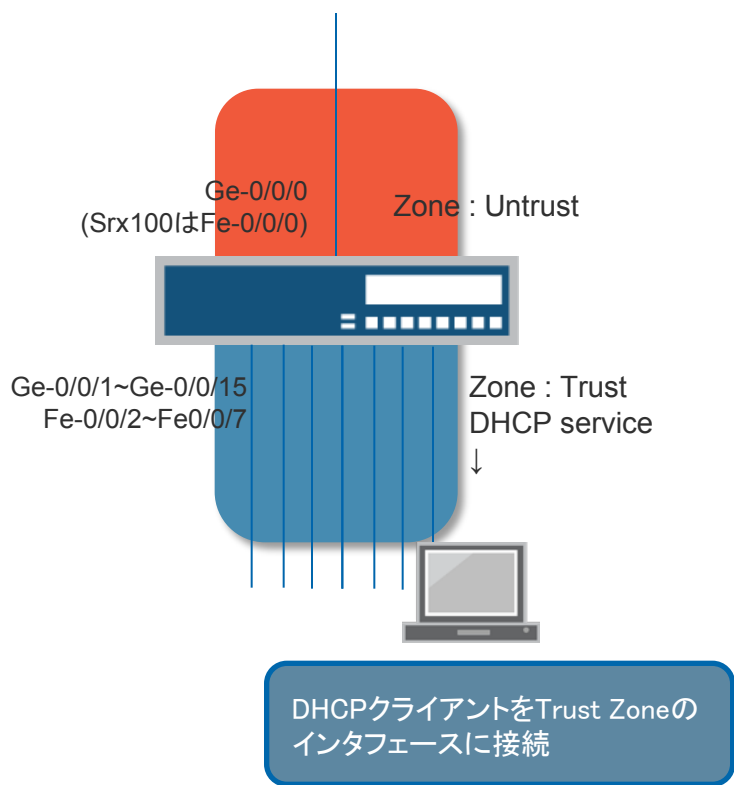 Ge-0/0/0
(Srx100はFe-0/0/0)
Zone : Untrust
Ge-0/0/1~Ge-0/0/15
Fe-0/0/2~Fe0/0/7
Zone : Trust
DHCP service
↓
DHCPクライアントをTrust Zoneの
インタフェースに接続